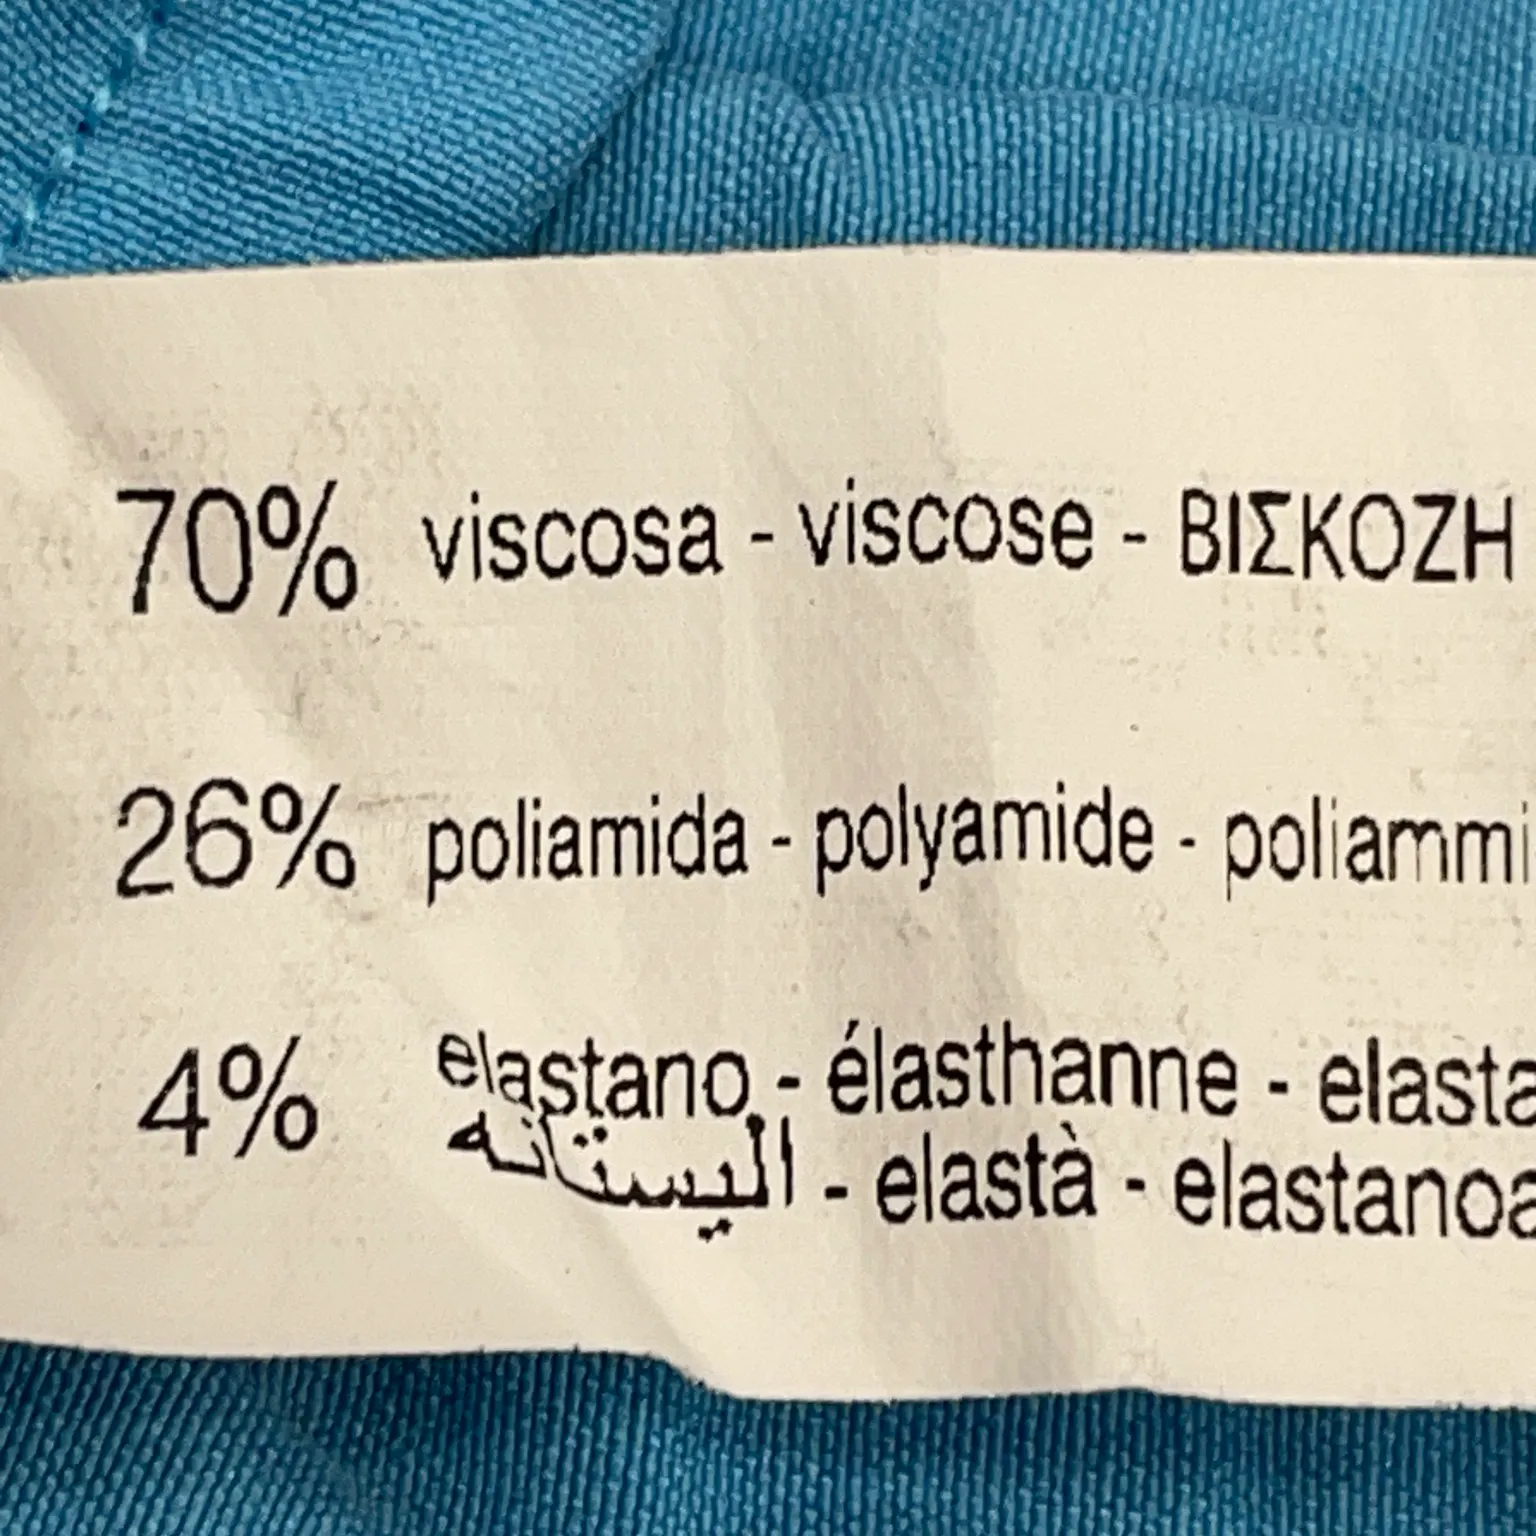 70% viscosa - viscose - ΒΙΣΚΟΖΗ
26% poliamida - polyamide - poliammi
4% elastano - élasthanne - elasta
اليستانه - elastà - elastanoa